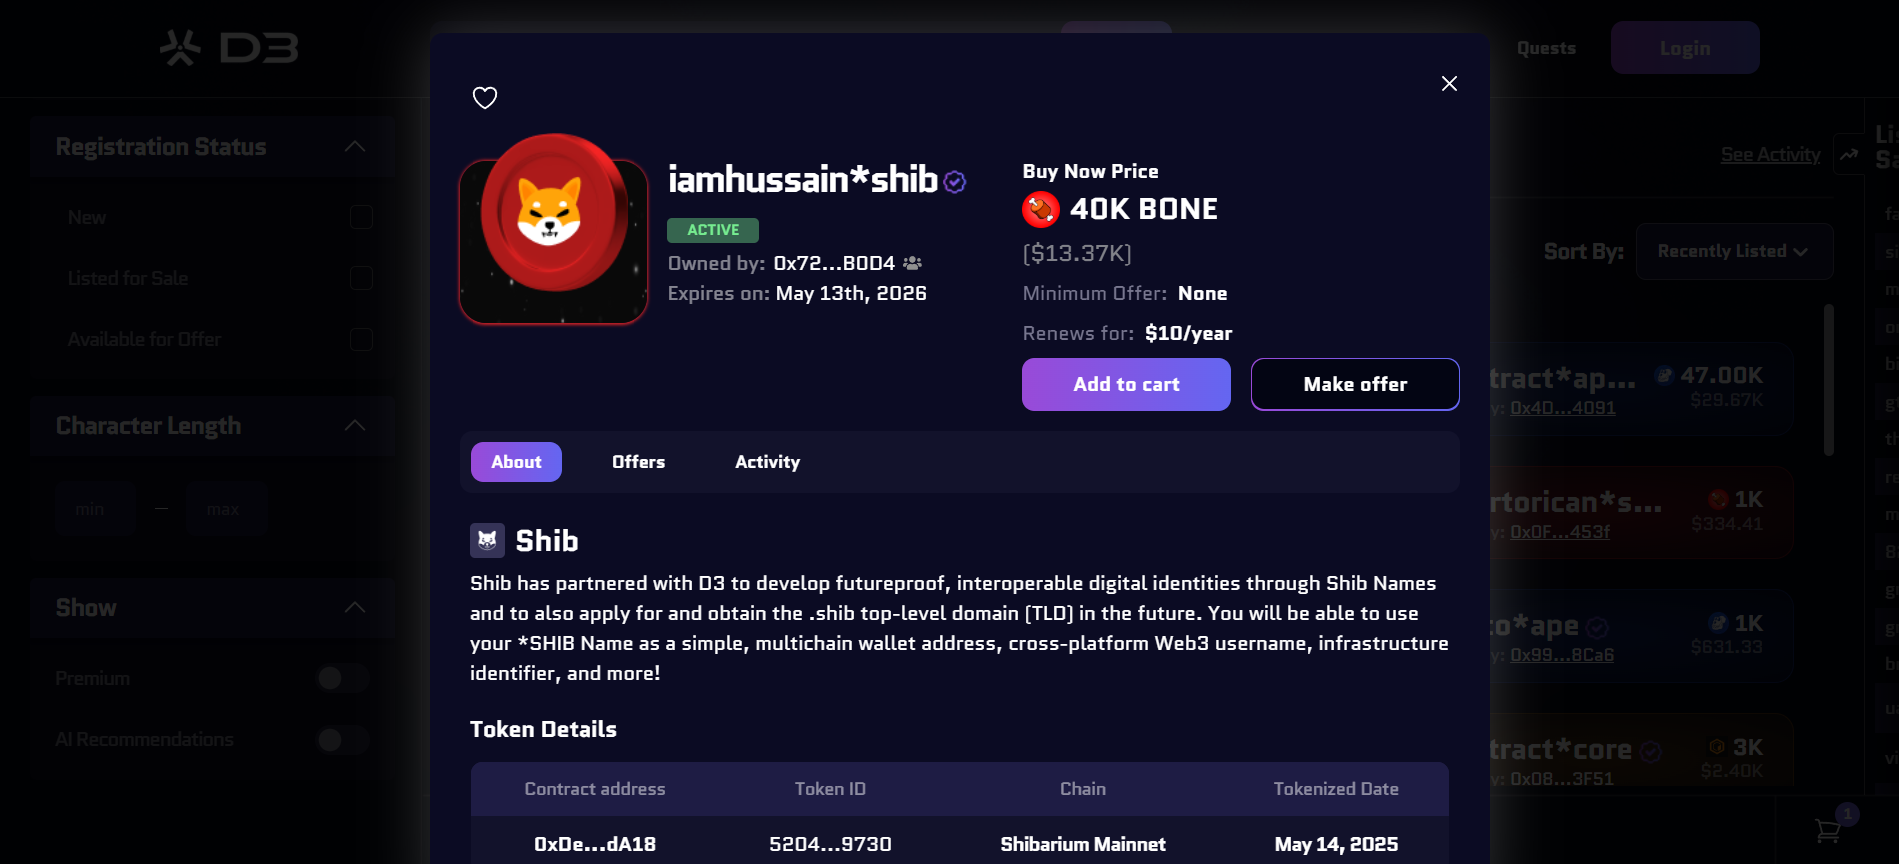 D3
Quests
Login
Registration Status
New
Listed for Sale
Available for Offer
Character Length
min
max
Show
Premium
AI Recommendations
iamhussain*shib
ACTIVE
Owned by: 0x72...B0D4
Expires on: May 13th, 2026
Buy Now Price
40K BONE
($13.37K)
Minimum Offer: None
Renews for: $10/year
Add to cart
Make offer
About
Offers
Activity
Shib
Shib has partnered with D3 to develop futureproof, interoperable digital identities through Shib Names
and to also apply for and obtain the .shib top-level domain (TLD) in the future. You will be able to use
your *SHIB Name as a simple, multichain wallet address, cross-platform Web3 username, infrastructure
identifier, and more!
Token Details
Contract address Token ID Chain Tokenized Date
0xDe...dA18 5204...9730 Shibarium Mainnet May 14, 2025
See Activity
Sort By: Recently Listed
tract*ap... 47.00K
y: 0x4D...4091 $29.67K
rtorican*s... 1K
y: 0x0F...453f $334.41
to*ape 1K
y: 0x99...8Ca6 $631.33
tract*core 3K
y: 0x08...3F51 $2.40K
1